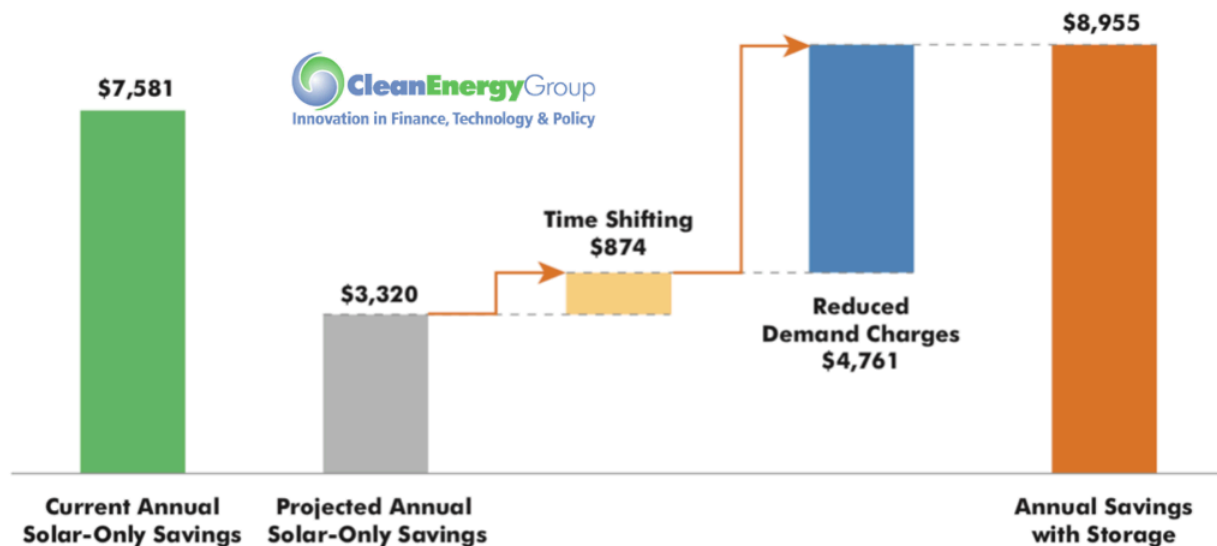 $7,581
CleanEnergyGroup
Innovation in Finance, Technology & Policy
$8,955
Time Shifting
$874
$3,320
Reduced
Demand Charges
$4,761
Current Annual
Solar-Only Savings
Projected Annual
Solar-Only Savings
Annual Savings
with Storage